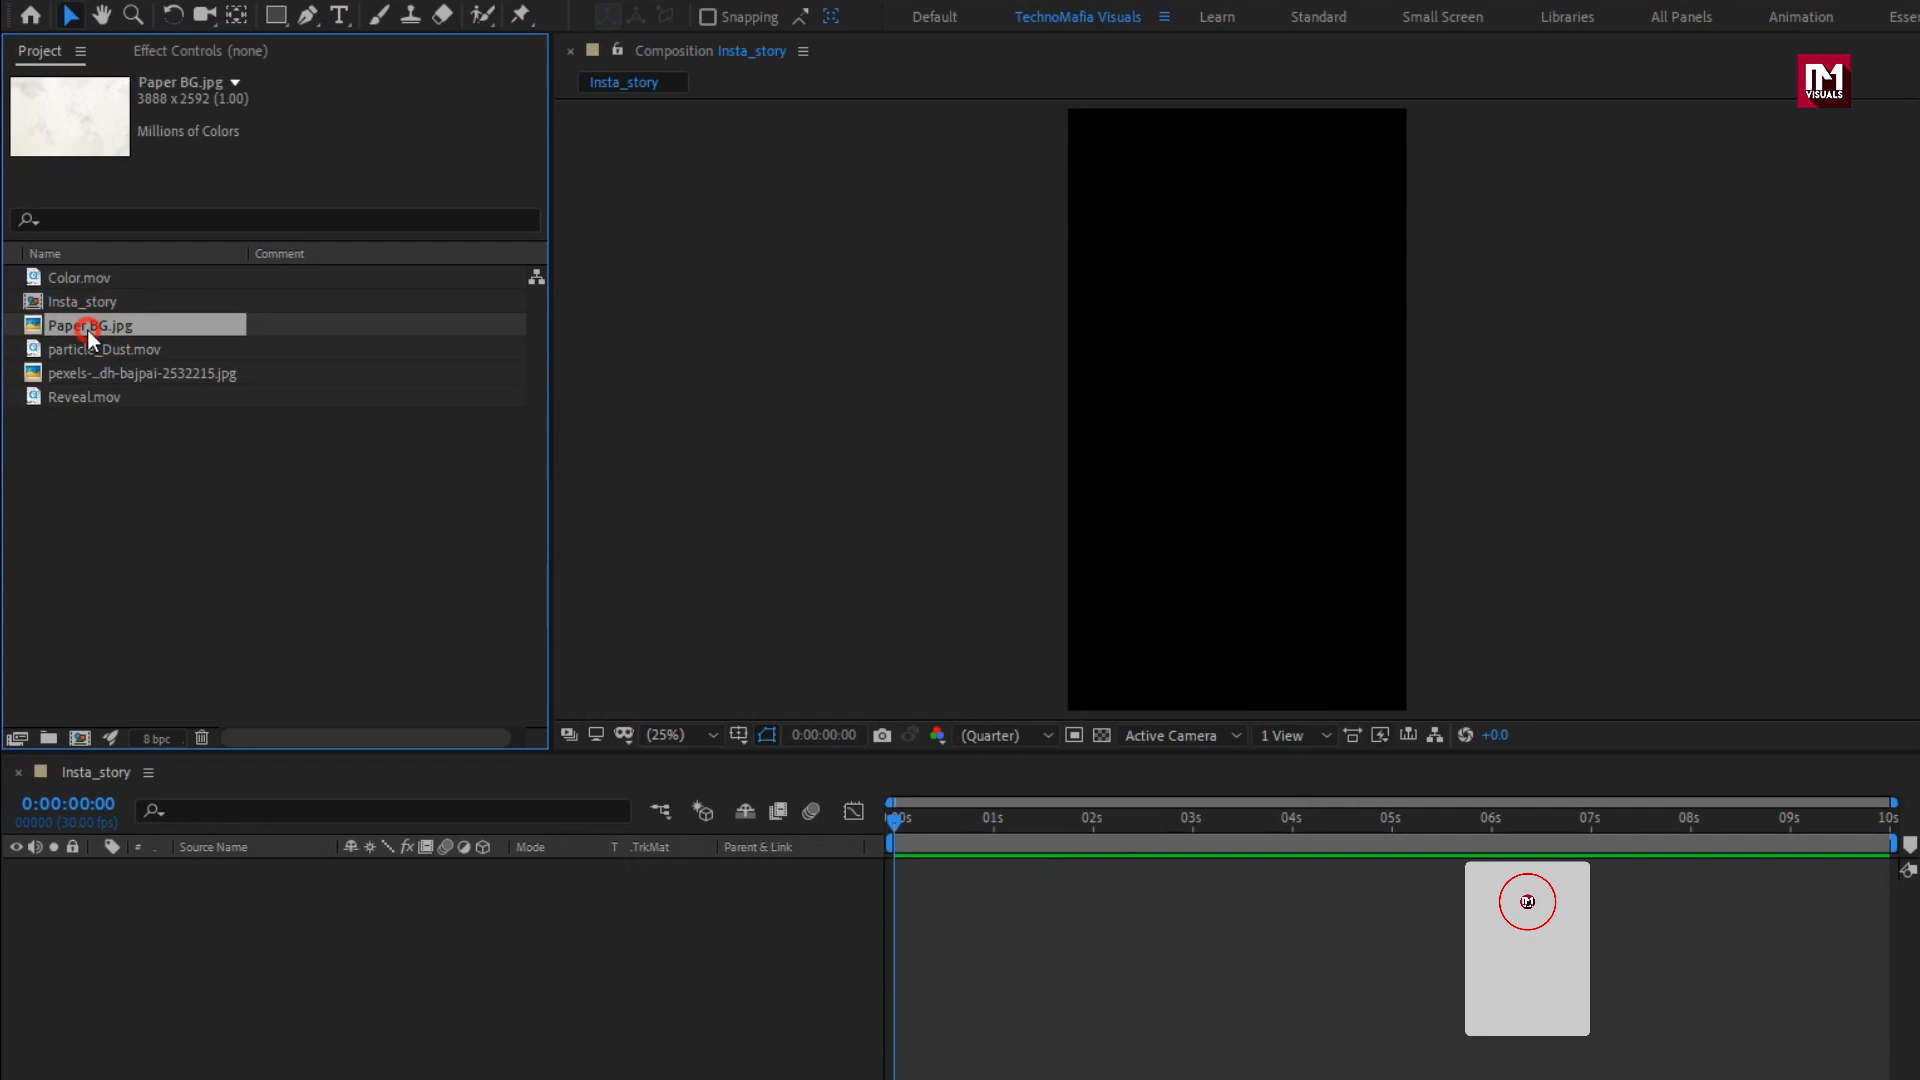 Snapping
Default
TechnoMafia Visuals
Learn
Standard
Small Screen
Libraries
All Panels
Animation
Esse
Project
Effect Controls (none)
Composition Insta_story
Paper BG.jpg
3888 x 2592 (1.00)
Millions of Colors
Insta_story
VISUALS
Name
Comment
Color.mov
Insta_story
Paper BG.jpg
particle_Dust.mov
pexels-...dh-bajpai-2532215.jpg
Reveal.mov
8 bpc
(25%)
0:00:00:00
(Quarter)
Active Camera
1 View
+0.0
Insta_story
0:00:00:00
00000 (30.00 fps)
00s
01s
02s
03s
04s
05s
06s
07s
08s
09s
10s
#
Source Name
Mode
T
.TrkMat
Parent & Link